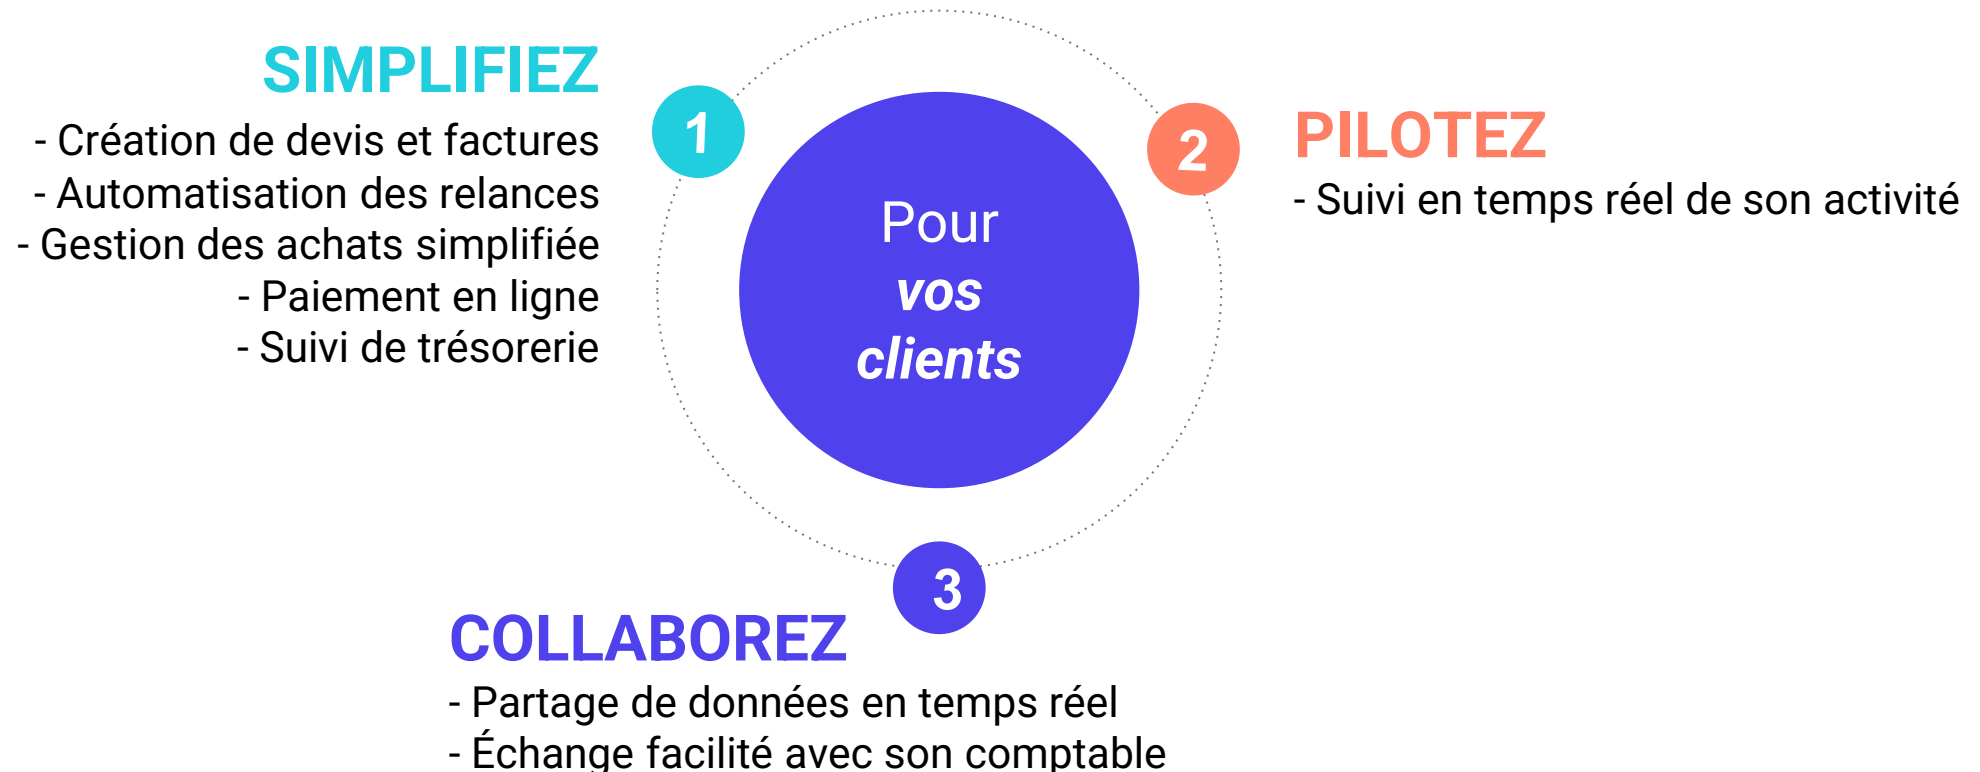 SIMPLIFIEZ
- Création de devis et factures
- Automatisation des relances
- Gestion des achats simplifiée
- Paiement en ligne
- Suivi de trésorerie
1
Pour
vos
clients
2
PILOTEZ
- Suivi en temps réel de son activité
3
COLLABOREZ
- Partage de données en temps réel
- Échange facilité avec son comptable